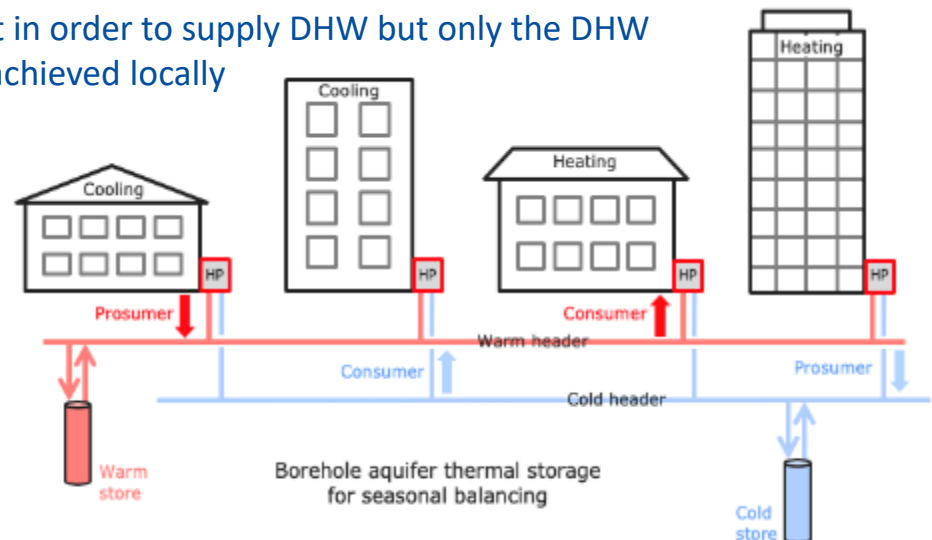 t in order to supply DHW but only the DHW
achieved locally
Heating
Cooling
Heating
Cooling
HP
HP
HP
HP
Prosumer
Consumer
Warm header
Consumer
Prosumer
Cold header
Warm
store
Borehole aquifer thermal storage
for seasonal balancing
Cold
store